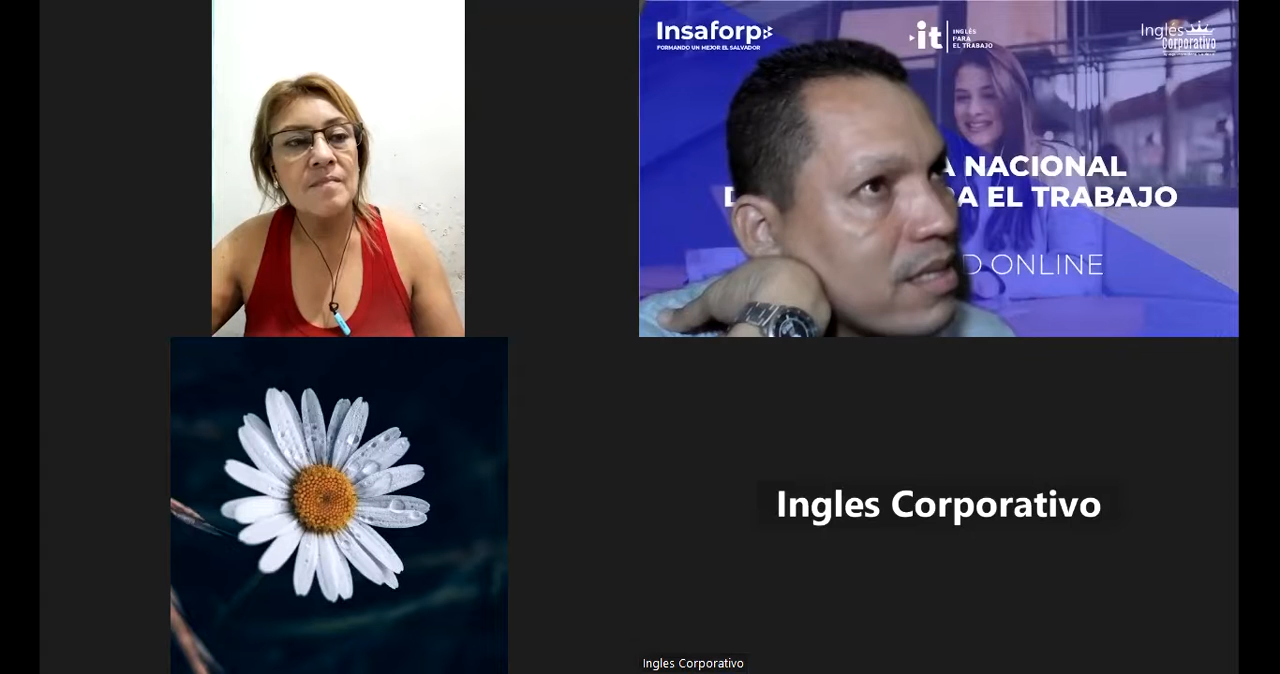 Insaforp
FORMANDO UN MEJOR EL SALVADOR
it
INGLÉS
PARA
EL TRABAJO
Inglés
Corporativo
NACIONAL
EL TRABAJO
ONLINE
Ingles Corporativo
Ingles Corporativo